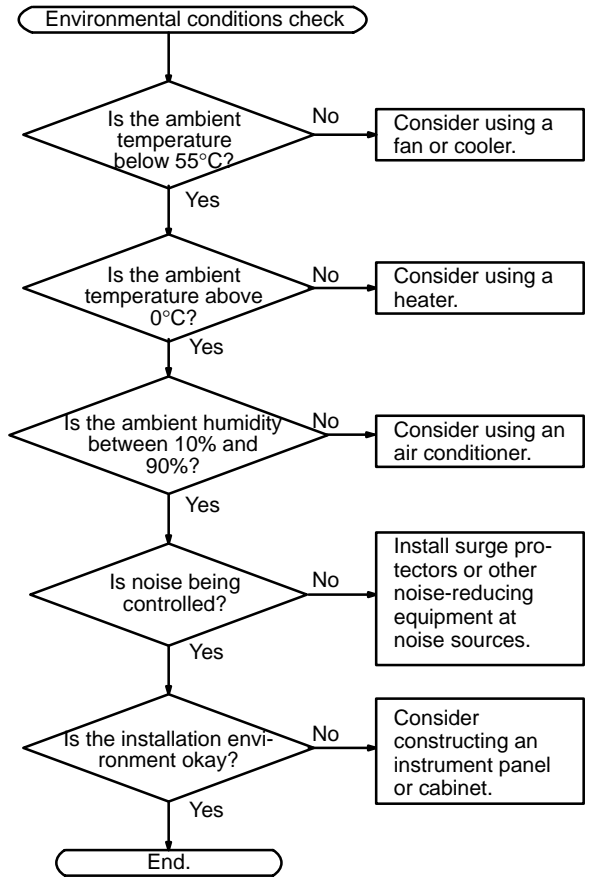 Environmental conditions check
Is the ambient
temperature
below 55°C?
No
Consider using a
fan or cooler.
Yes
Is the ambient
temperature above
0°C?
No
Consider using a
heater.
Yes
Is the ambient humidity
between 10% and
90%?
No
Consider using an
air conditioner.
Yes
Is noise being
controlled?
No
Install surge pro-
tectors or other
noise-reducing
equipment at
noise sources.
Yes
Is the installation envi-
ronment okay?
No
Consider
constructing an
instrument panel
or cabinet.
Yes
End.